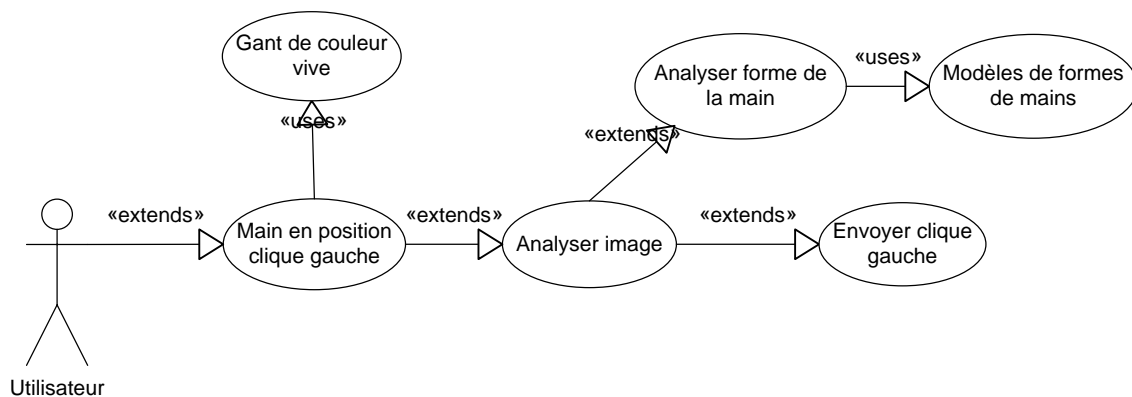 Gant de couleur
vive
«uses»
Analyser forme de
la main
«uses»
Modèles de formes
de mains
«extends»
«extends»
Main en position
clique gauche
«extends»
Analyser image
«extends»
Envoyer clique
gauche
Utilisateur